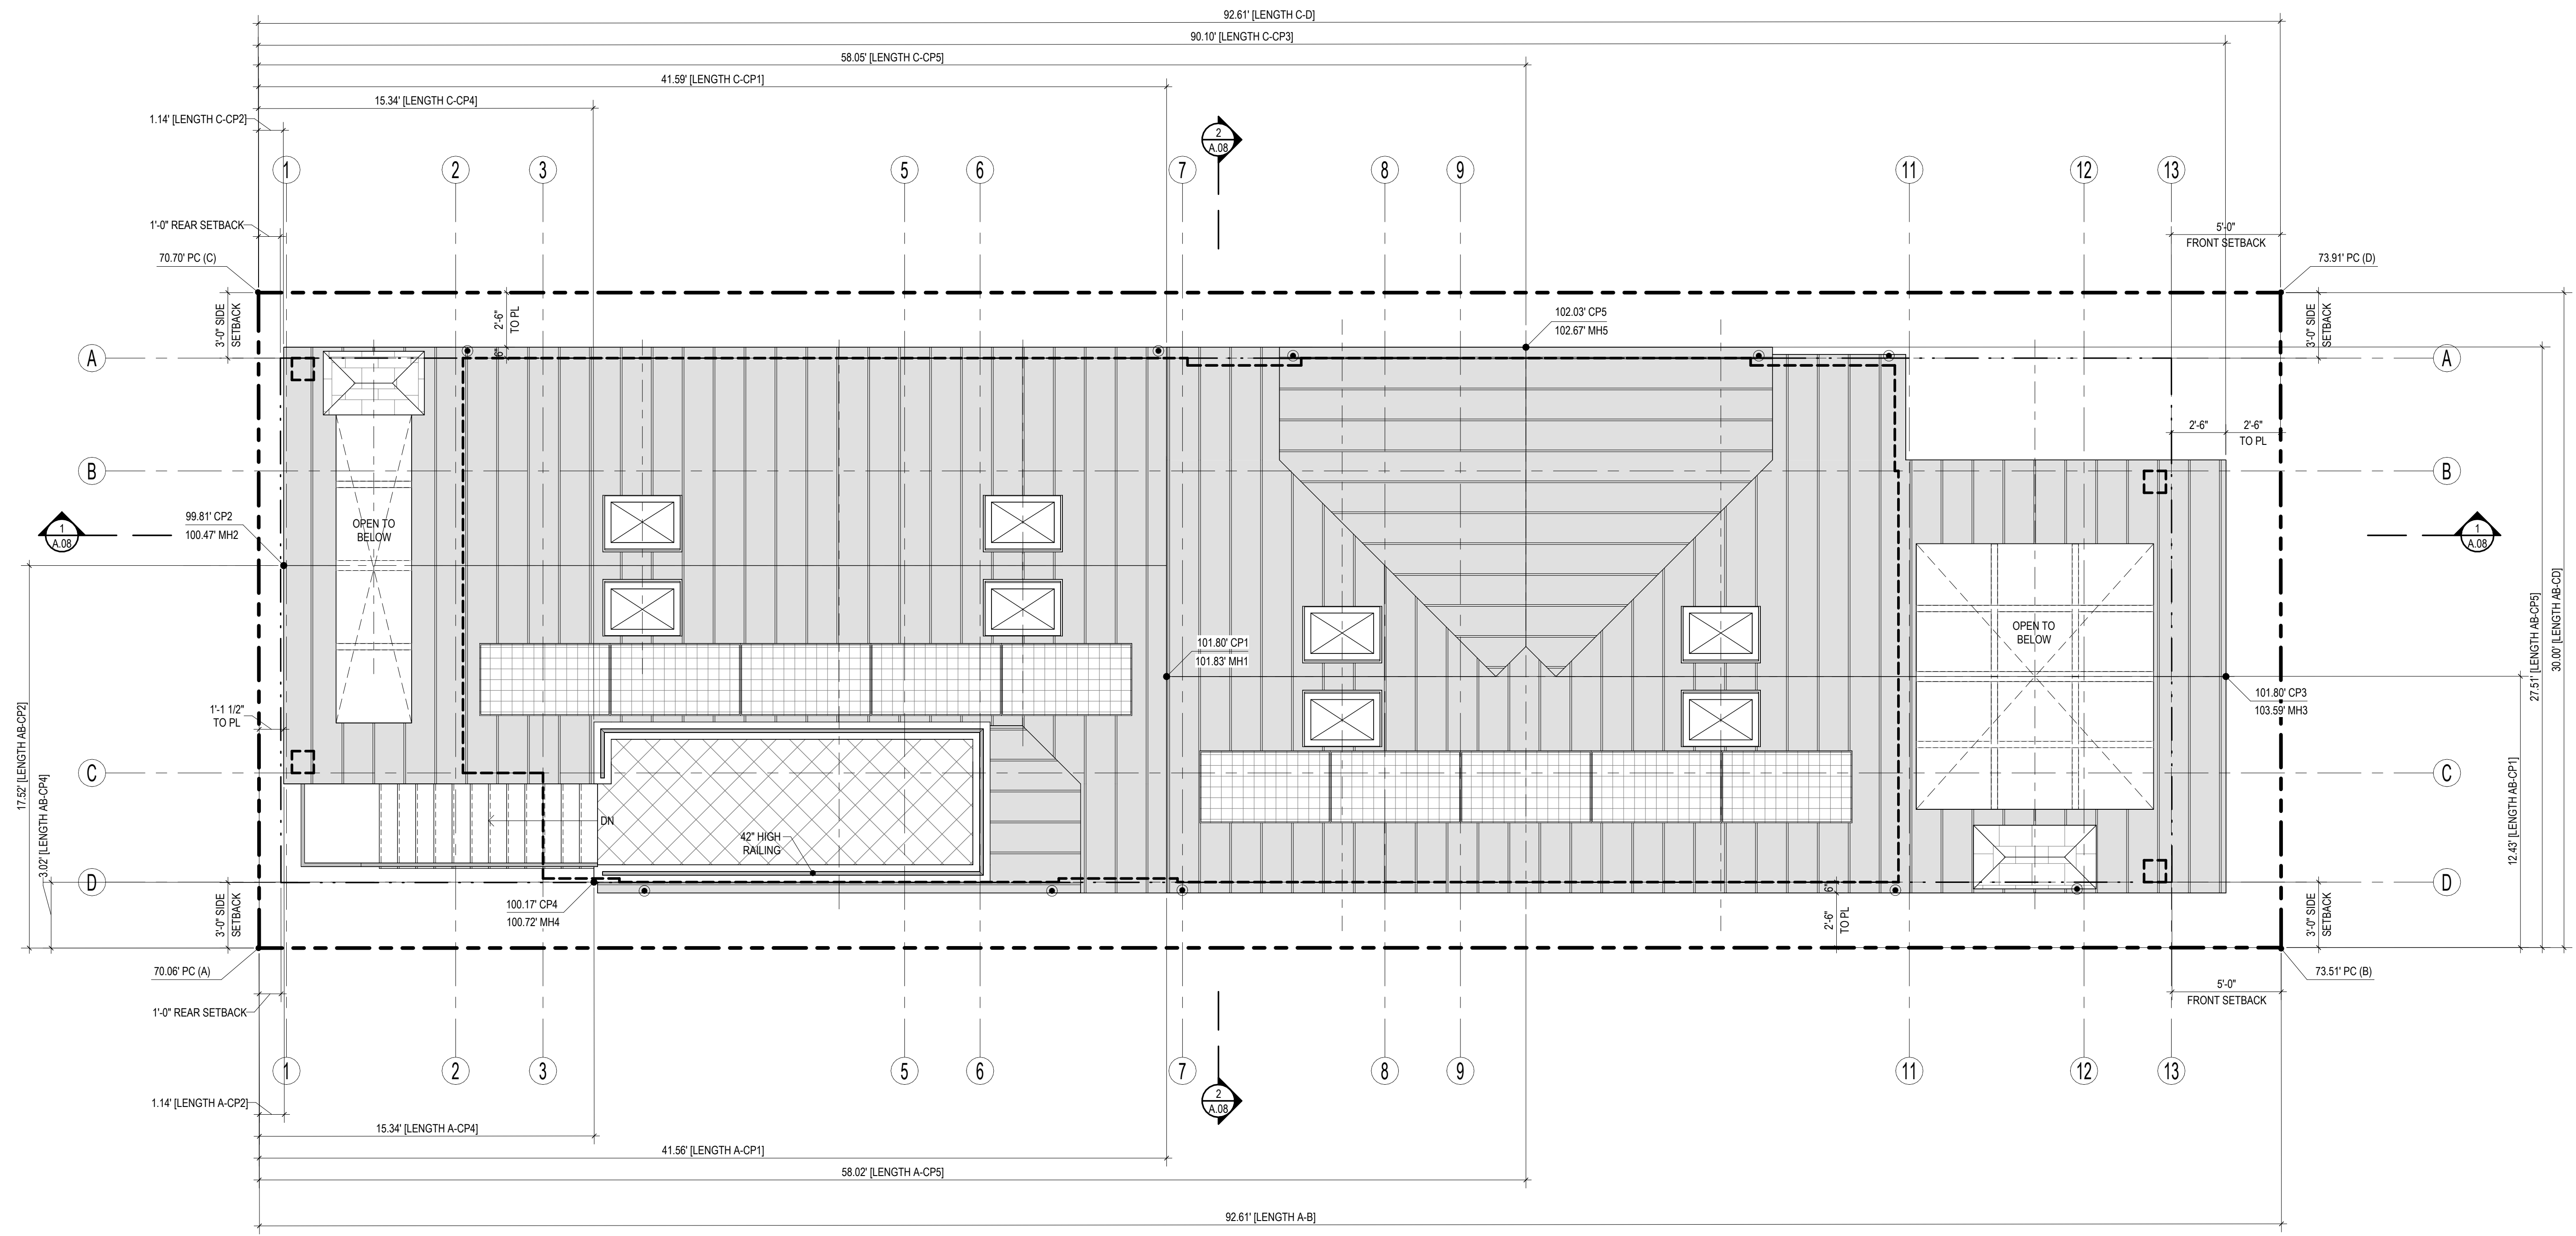 92.61' [LENGTH C-D]
90.10' [LENGTH C-CP3]
58.05' [LENGTH C-CP5]
41.59' [LENGTH C-CP1]
15.34' [LENGTH C-CP4]
1.14' [LENGTH C-CP2]
2
A.08
1
2
3
5
6
7
8
9
11
12
13
1'-0" REAR SETBACK
5'-0"
FRONT SETBACK
70.70' PC (C)
73.91' PC (D)
3'-0" SIDE
SETBACK
2'-6"
TO PL
6"
102.03' CP5
102.67' MH5
3'-0" SIDE
SETBACK
A
A
2'-6"
2'-6"
TO PL
B
B
99.81' CP2
100.47' MH2
OPEN TO
BELOW
1
A.08
1
A.08
OPEN TO
BELOW
101.80' CP1
101.83' MH1
101.80' CP3
103.59' MH3
27.51' [LENGTH AB-CP5]
30.00' [LENGTH AB-CD]
1'-1 1/2"
TO PL
17.52' [LENGTH AB-CP2]
3.02' [LENGTH AB-CP4]
12.43' [LENGTH AB-CP1]
C
C
DN
42" HIGH
RAILING
D
D
3'-0" SIDE
SETBACK
100.17' CP4
100.72' MH4
6"
2'-6"
TO PL
3'-0" SIDE
SETBACK
70.06' PC (A)
73.51' PC (B)
5'-0"
FRONT SETBACK
1'-0" REAR SETBACK
1
2
3
5
6
7
8
9
11
12
13
2
A.08
1.14' [LENGTH A-CP2]
15.34' [LENGTH A-CP4]
41.56' [LENGTH A-CP1]
58.02' [LENGTH A-CP5]
92.61' [LENGTH A-B]